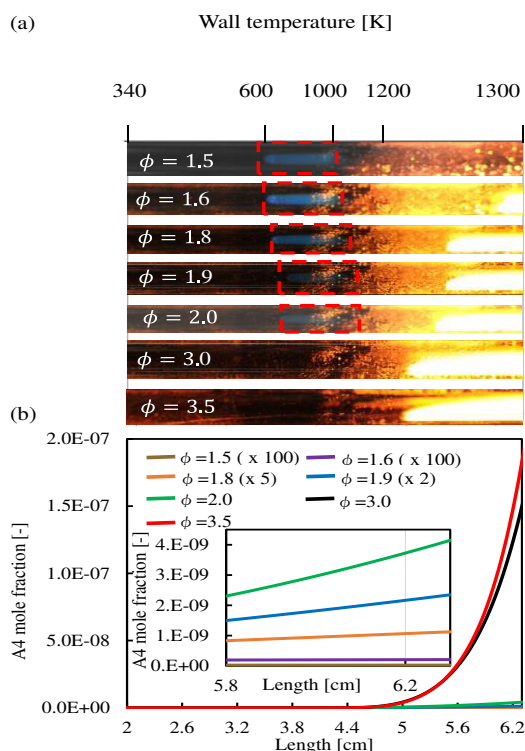 (a)
Wall temperature [K]
340 600 1000 1200 1300
ϕ = 1.5
ϕ = 1.6
ϕ = 1.8
ϕ = 1.9
ϕ = 2.0
ϕ = 3.0
ϕ = 3.5
(b)
2.0E-07
1.5E-07
1.0E-07
5.0E-08
0.0E+00
A4 mole fraction [-]
ϕ=1.5 ( x 100) ϕ=1.6 ( x 100)
ϕ=1.8 (x 5) ϕ=1.9 (x 2)
ϕ=2.0 ϕ=3.0
ϕ=3.5
4.E-09
3.E-09
2.E-09
1.E-09
0.E+00
A4 mole fraction [-]
5.8 6.2
Length [cm]
2 2.6 3.2 3.8 4.4 5 5.6 6.2
Length [cm]